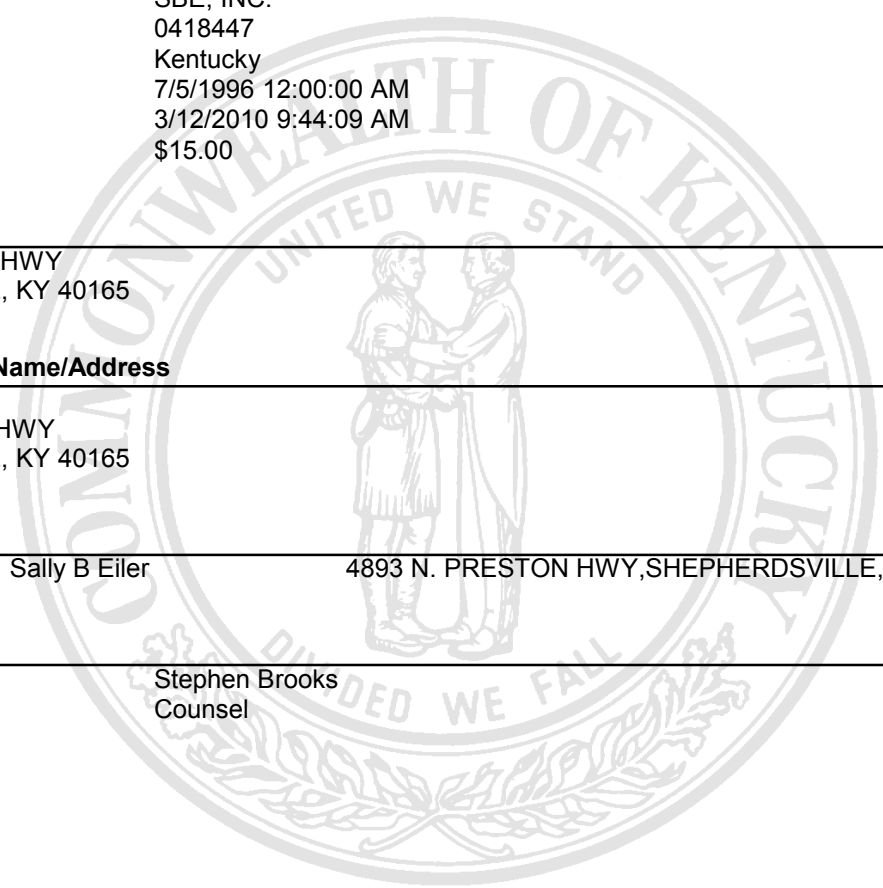 SBE, INC.
0418447
Kentucky
7/5/1996 12:00:00 AM
3/12/2010 9:44:09 AM
$15.00
HWY
, KY 40165
Name/Address
HWY
, KY 40165
Sally B Eiler 4893 N. PRESTON HWY,SHEPHERDSVILLE,
Stephen Brooks
Counsel
COMMONWEALTH OF KENTUCKY
UNITED WE STAND
DIVIDED WE FALL